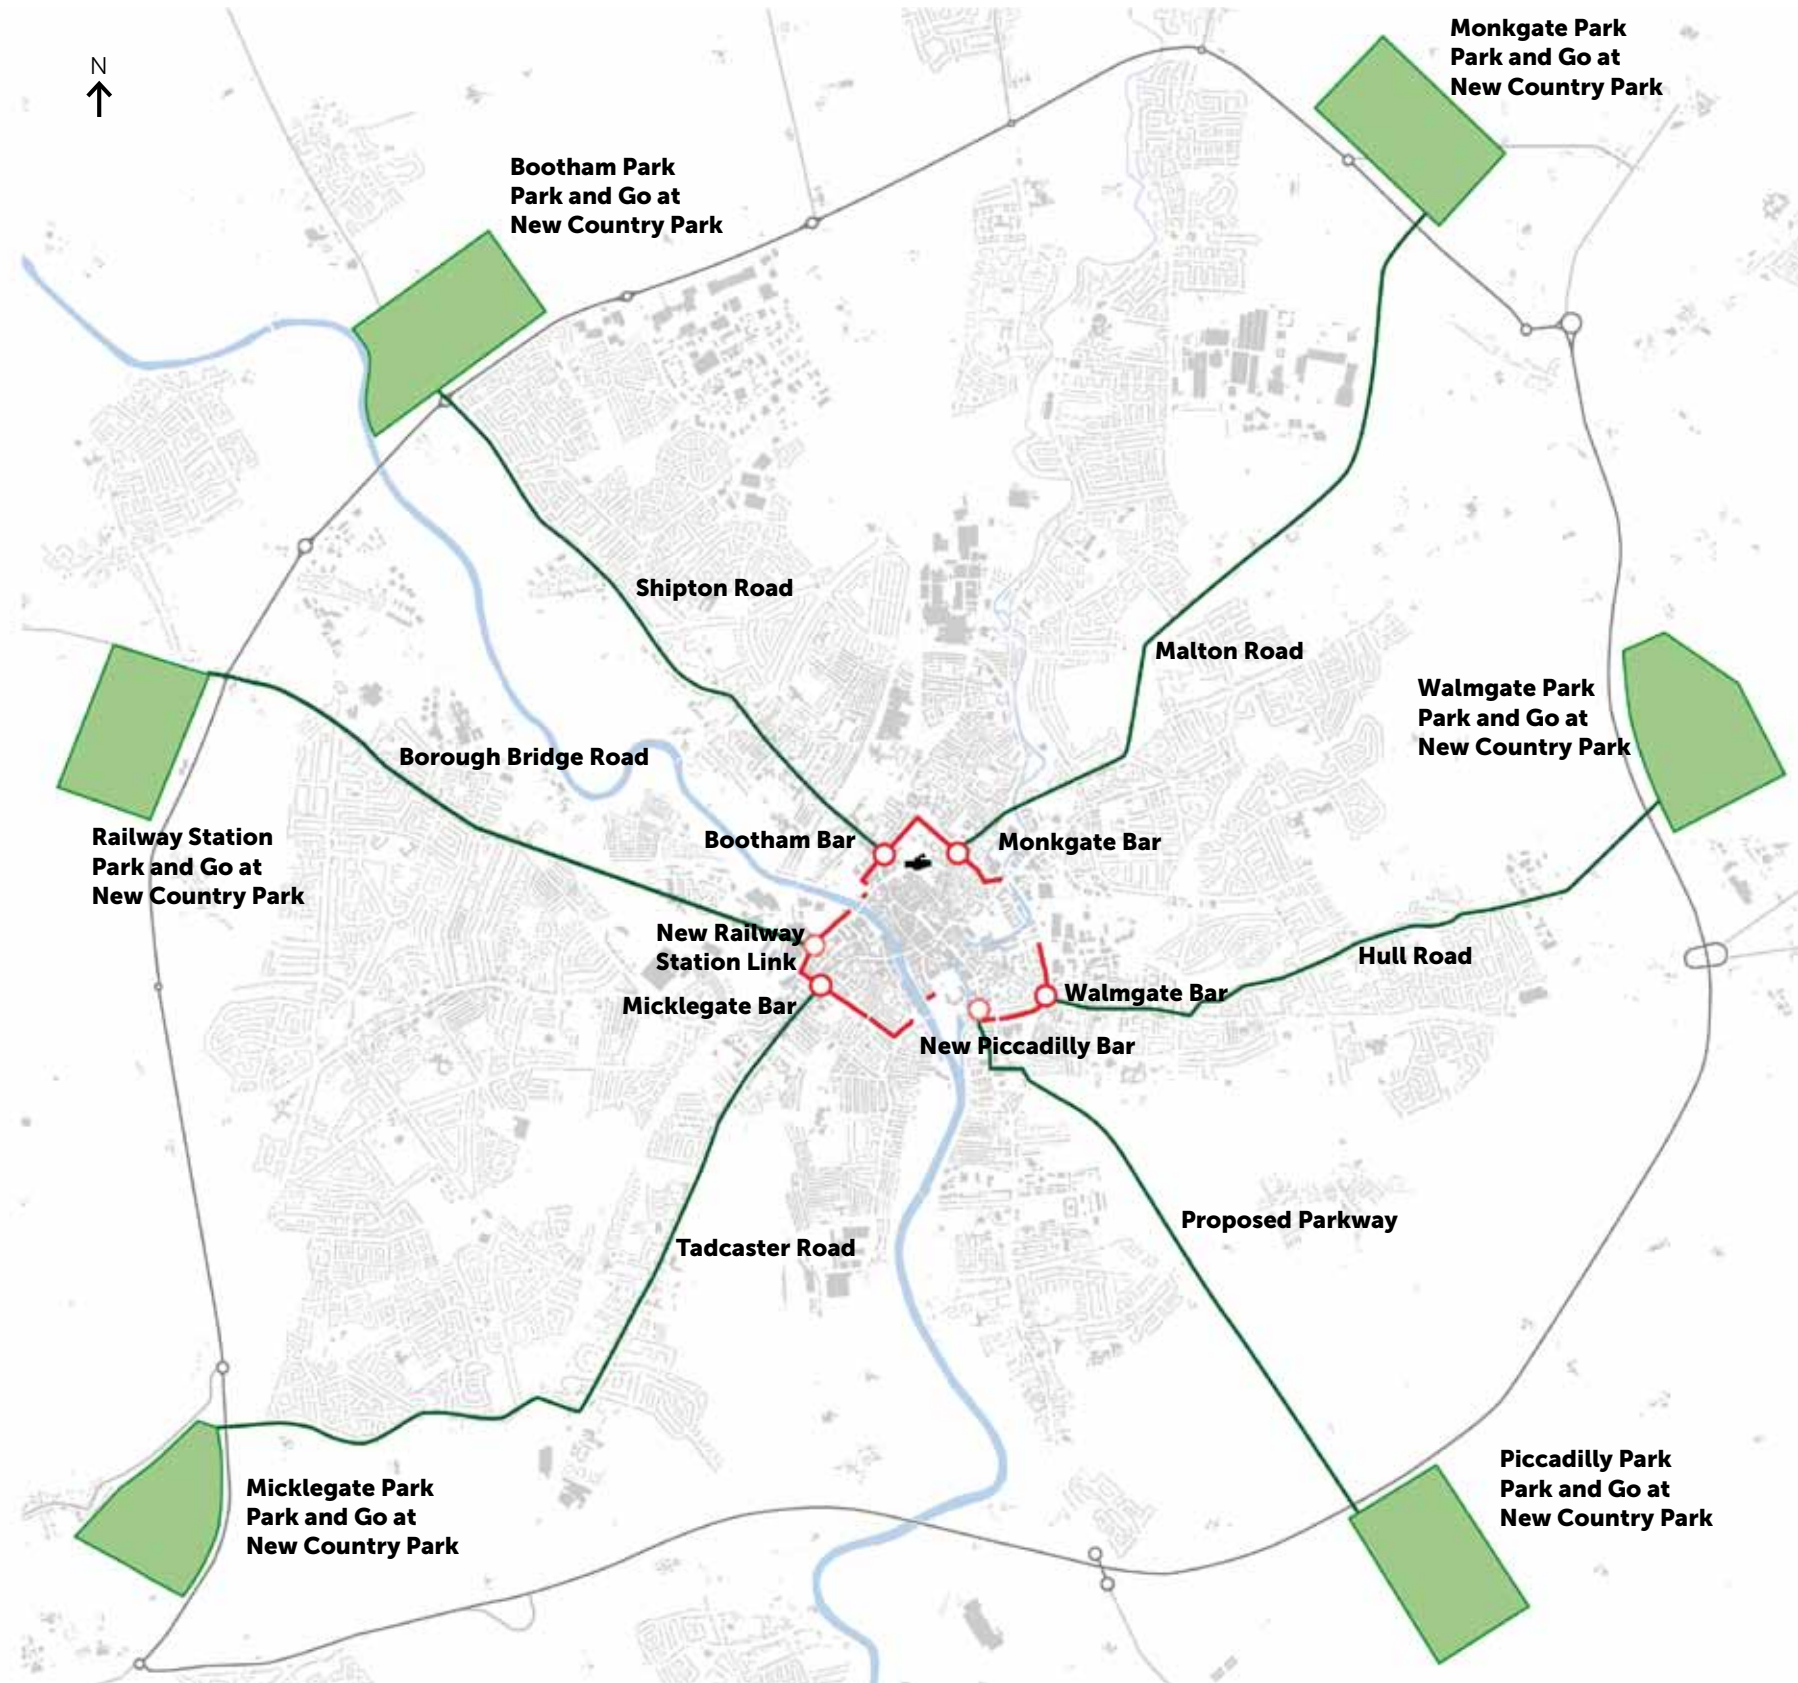 Monkgate Park
Park and Go at
New Country Park
N
Bootham Park
Park and Go at
New Country Park
Shipton Road
Malton Road
Walmgate Park
Park and Go at
New Country Park
Borough Bridge Road
Railway Station
Park and Go at
New Country Park
Bootham Bar
Monkgate Bar
New Railway
Station Link
Hull Road
Micklegate Bar
Walmgate Bar
New Piccadilly Bar
Proposed Parkway
Tadcaster Road
Micklegate Park
Park and Go at
New Country Park
Piccadilly Park
Park and Go at
New Country Park